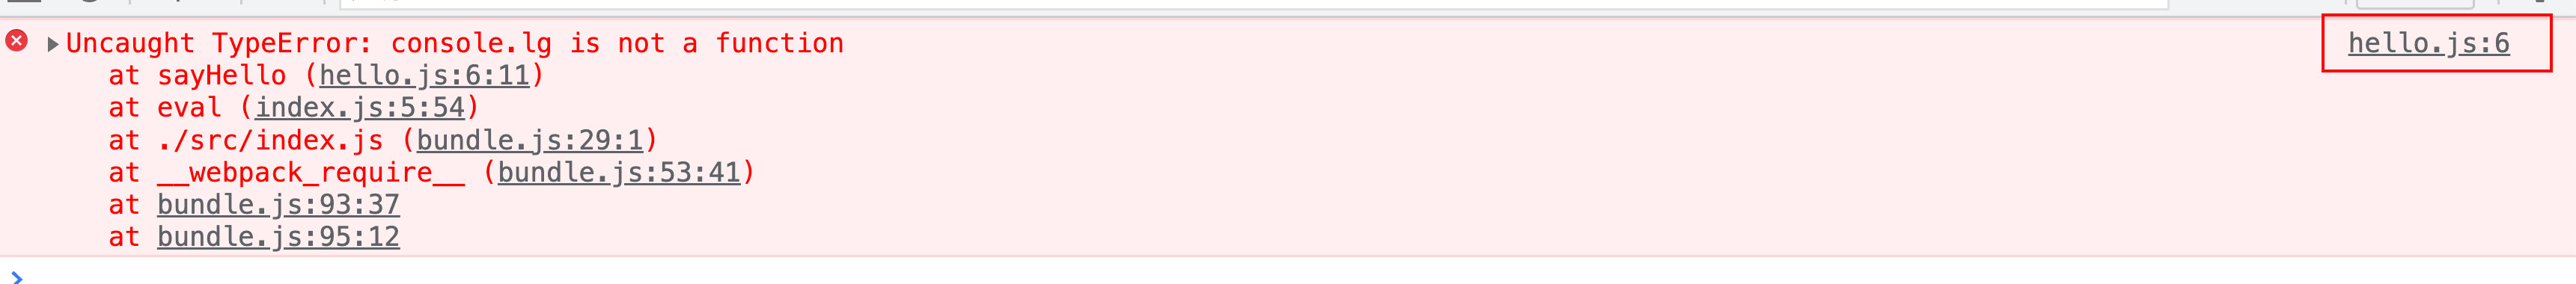 Uncaught TypeError: console.lg is not a function hello.js:6
at sayHello (hello.js:6:11)
at eval (index.js:5:54)
at ./src/index.js (bundle.js:29:1)
at __webpack_require__ (bundle.js:53:41)
at bundle.js:93:37
at bundle.js:95:12